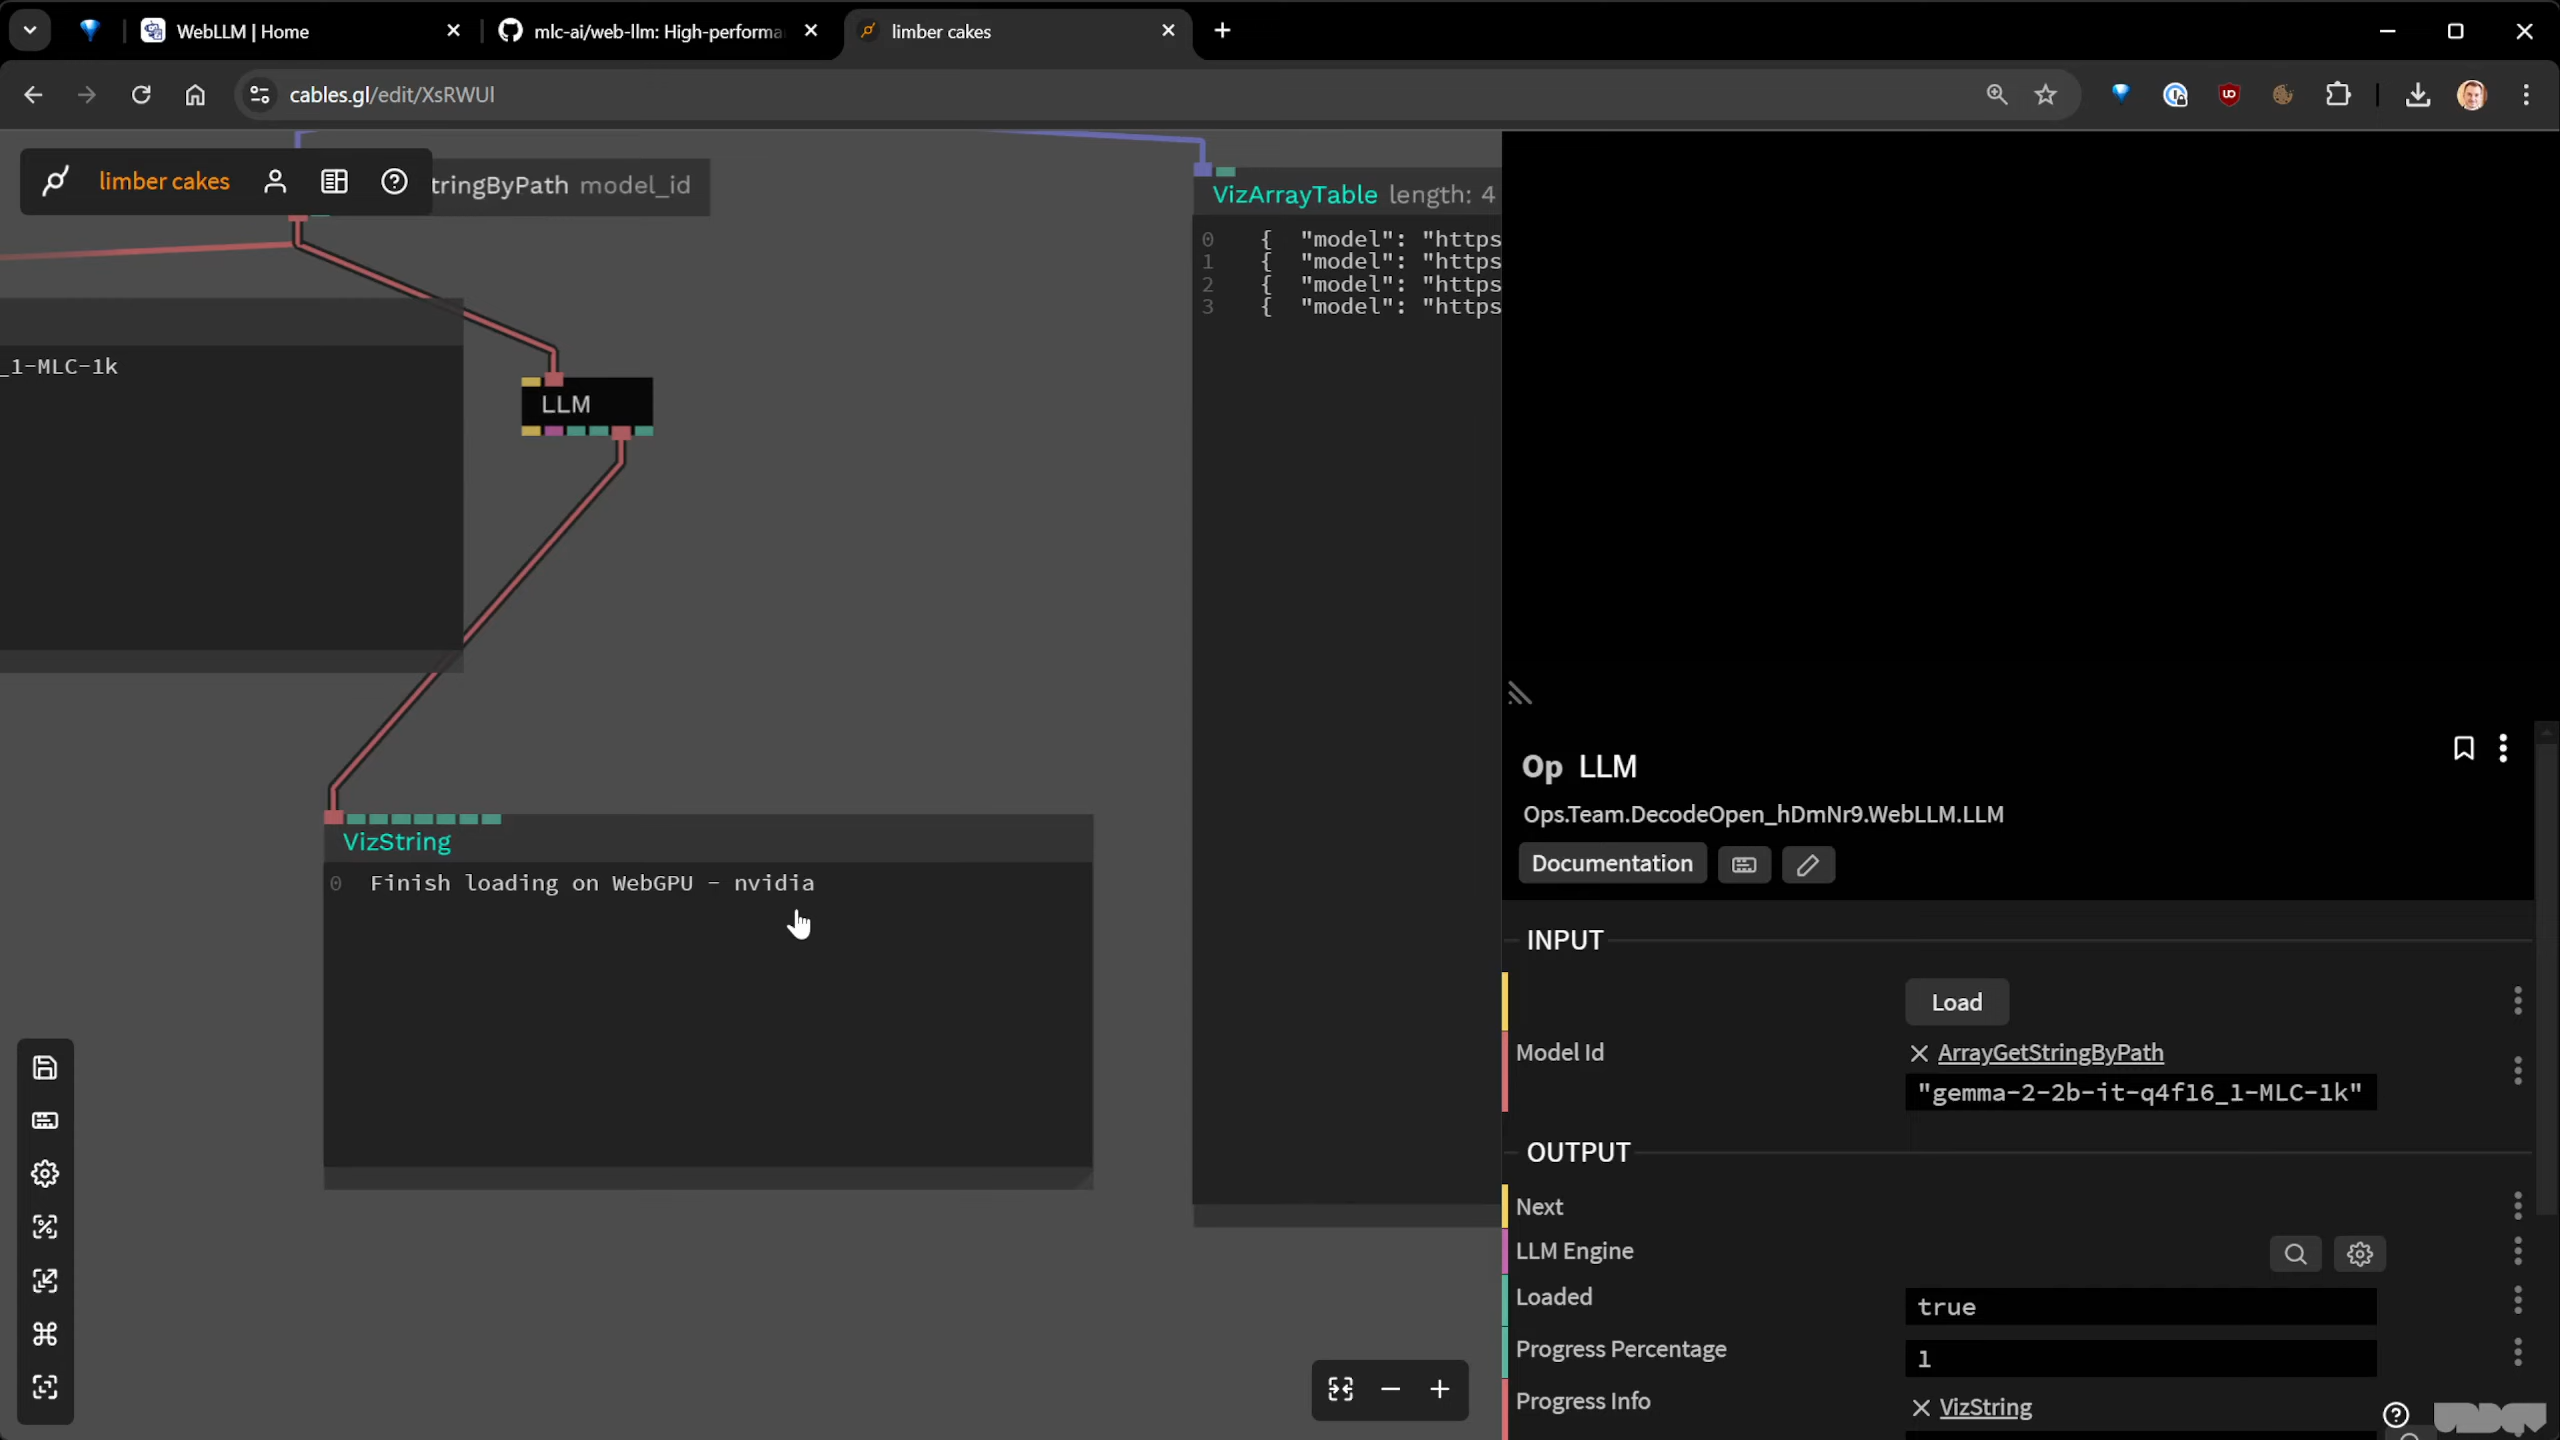 WebLLM | Home
mlc-ai/web-llm: High-performa
limber cakes
cables.gl/edit/XsRWUl
limber cakes
tringByPath model_id
VizArrayTable length: 4
0 { "model": "https
1 { "model": "https
2 { "model": "https
3 { "model": "https
_1-MLC-1k
LLM
Op LLM
Ops.Team.DecodeOpen_hDmNr9.WebLLM.LLM
VizString
Documentation
0 Finish loading on WebGPU - nvidia
INPUT
Load
Model Id
ArrayGetStringByPath
"gemma-2-2b-it-q4f16_1-MLC-1k"
OUTPUT
Next
LLM Engine
Loaded
true
Progress Percentage
1
Progress Info
VizString